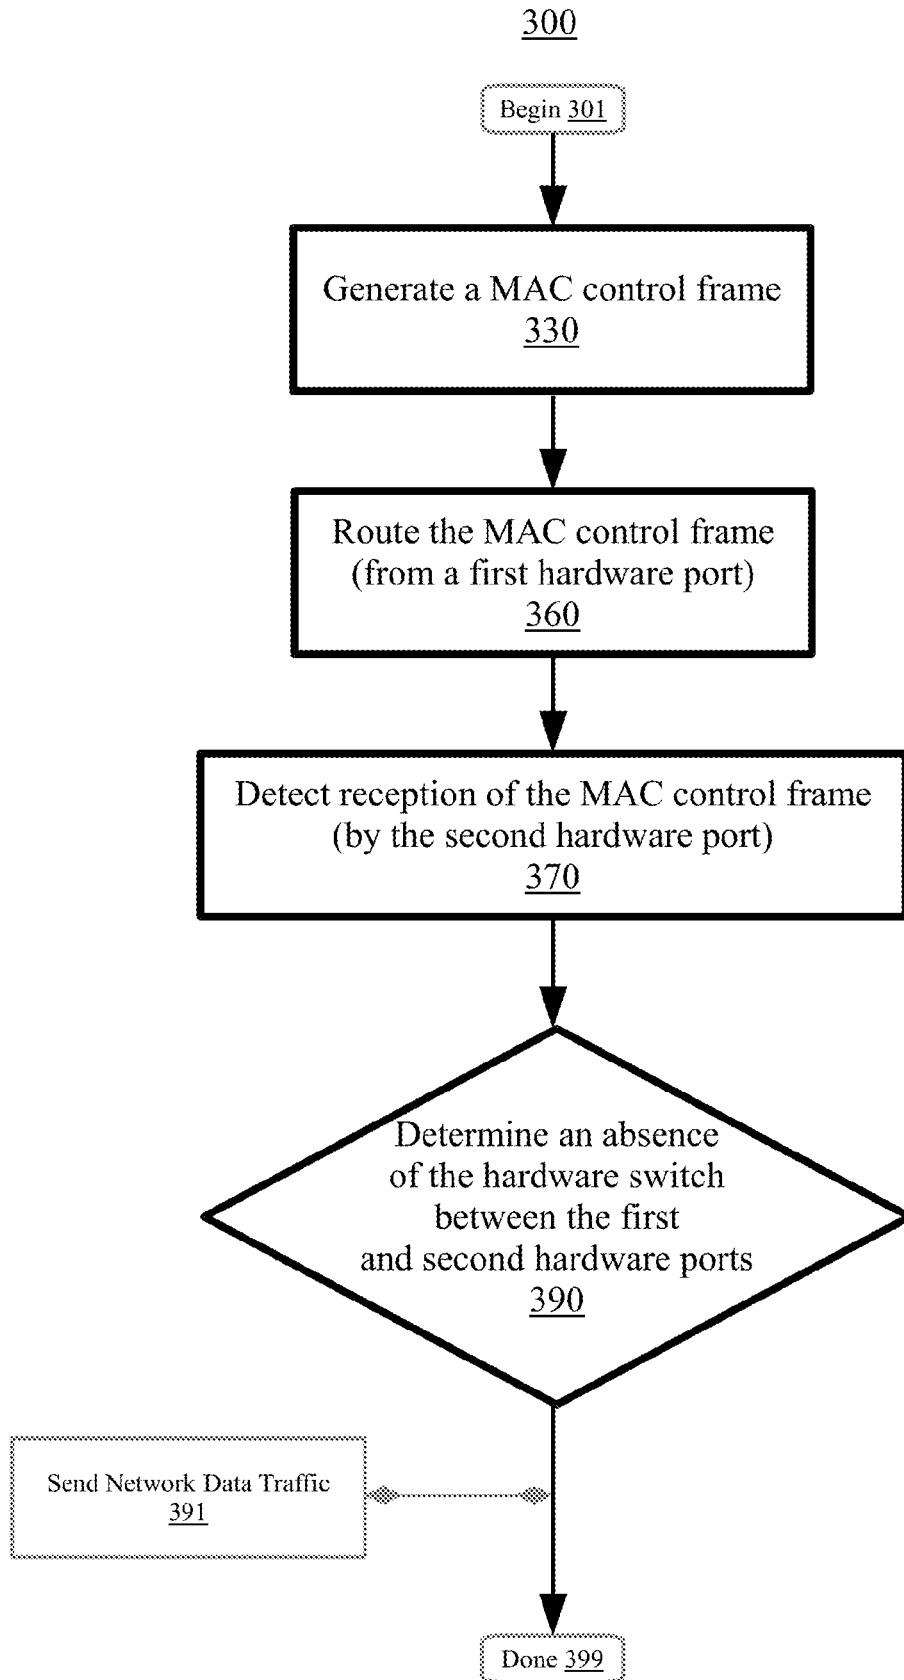 300
Begin 301
Generate a MAC control frame
330
Route the MAC control frame
(from a first hardware port)
360
Detect reception of the MAC control frame
(by the second hardware port)
370
Determine an absence
of the hardware switch
between the first
and second hardware ports
390
Send Network Data Traffic
391
Done 399